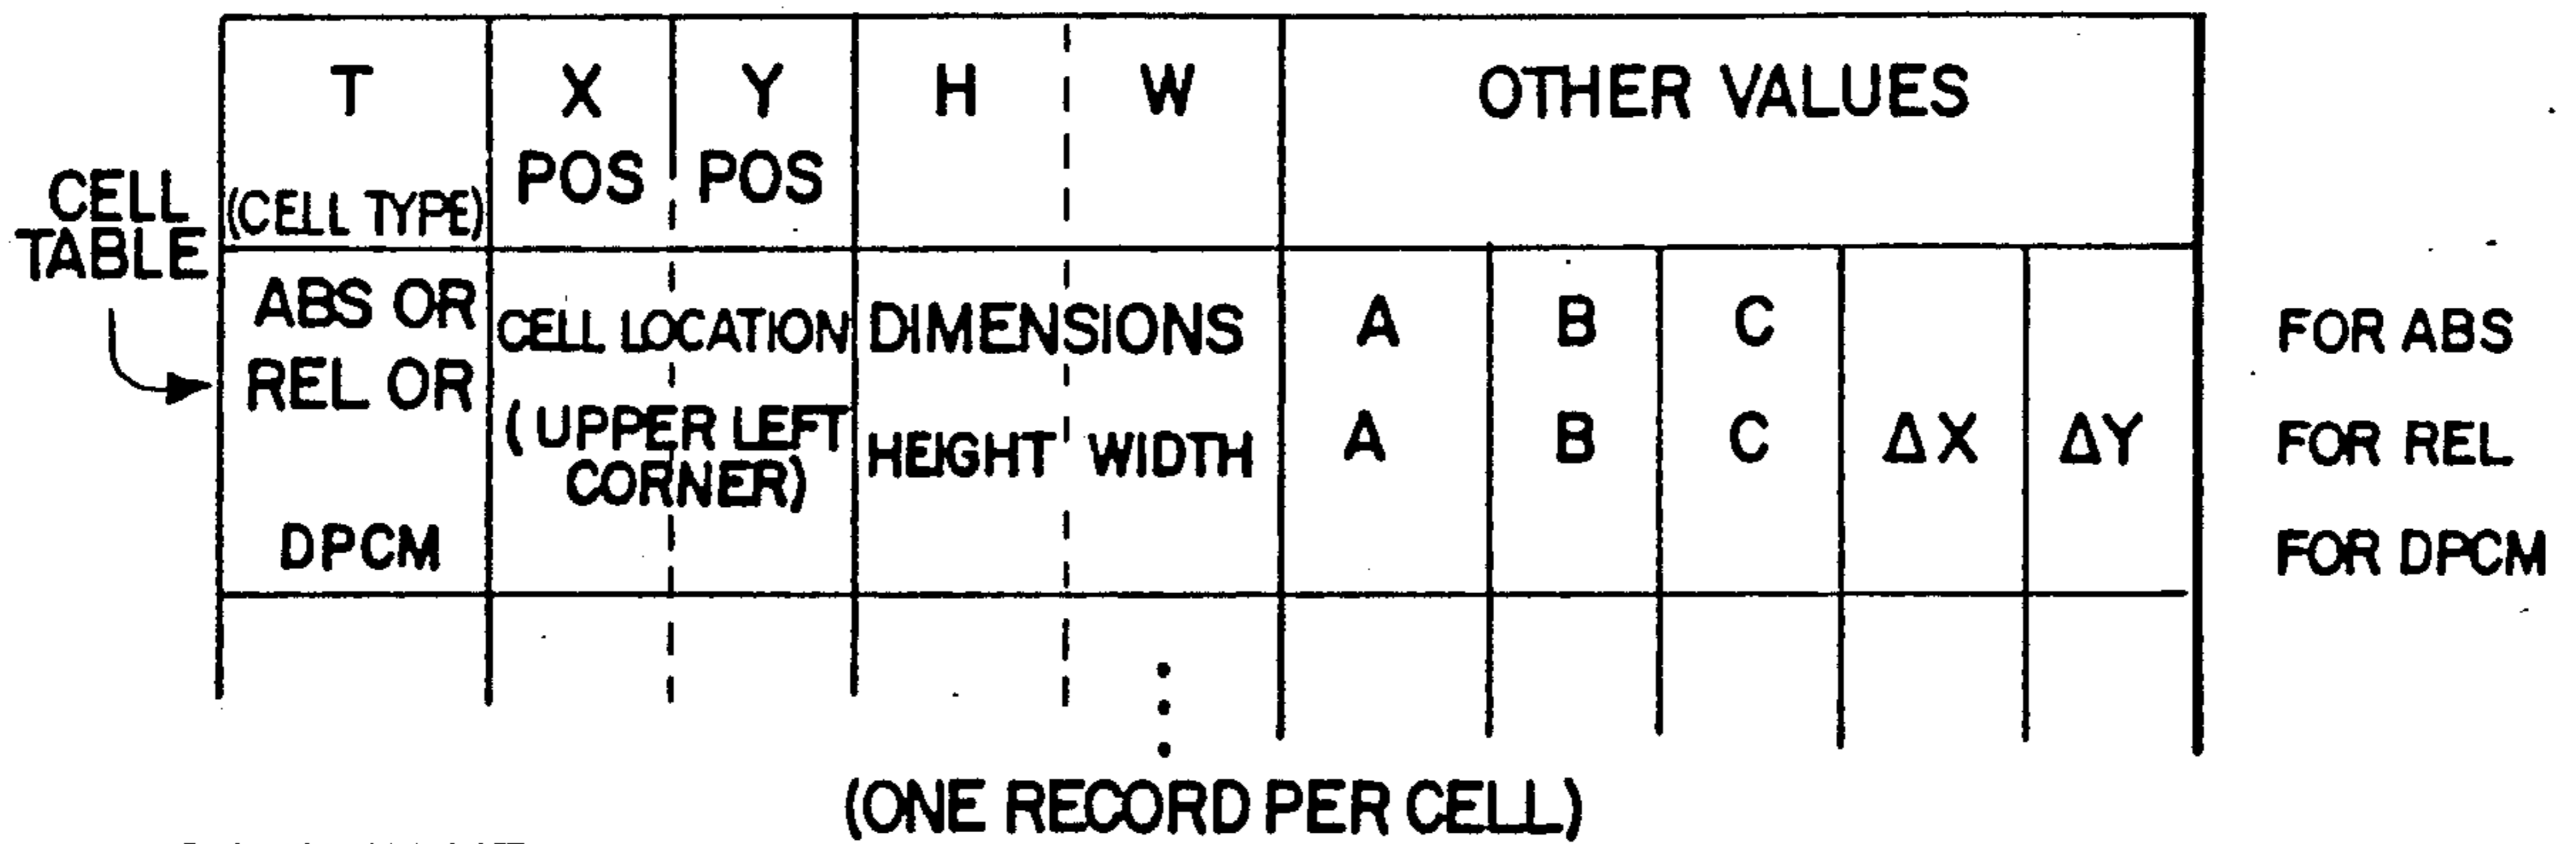 T X Y H W OTHER VALUES
POS POS
(CELL TYPE)
CELL
TABLE
ABS OR
REL OR
DPCM
CELL LOCATION
(UPPER LEFT
CORNER)
DIMENSIONS
HEIGHT WIDTH
A B C FOR ABS
A B C ΔX ΔY FOR REL
FOR DPCM
(ONE RECORD PER CELL)